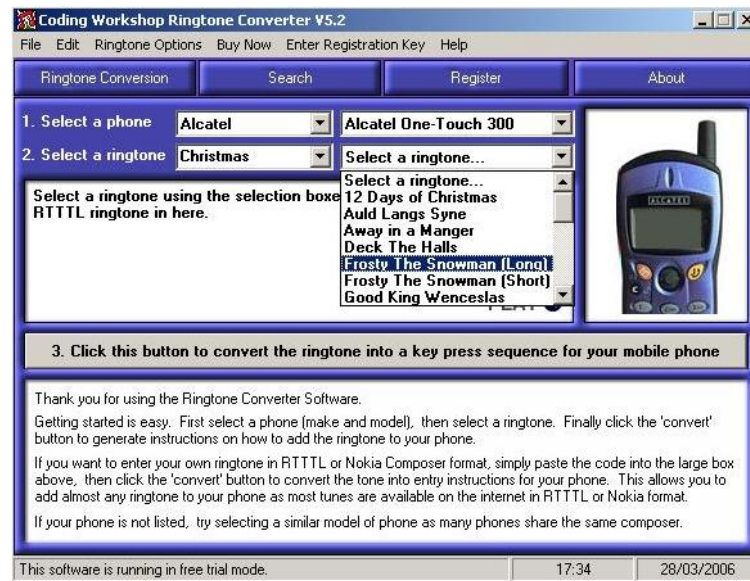 Coding Workshop Ringtone Converter V5.2
File Edit Ringtone Options Buy Now Enter Registration Key Help
Ringtone Conversion Search Register About
1. Select a phone Alcatel Alcatel One-Touch 300
2. Select a ringtone Christmas Select a ringtone...
Select a ringtone...
12 Days of Christmas
Auld Langs Syne
Away in a Manger
Deck The Halls
Frosty The Snowman (Long)
Frosty The Snowman (Short)
Good King Wenceslas
Select a ringtone using the selection boxe
RTTTL ringtone in here.
ALCATEL
3. Click this button to convert the ringtone into a key press sequence for your mobile phone
Thank you for using the Ringtone Converter Software.
Getting started is easy. First select a phone (make and model), then select a ringtone. Finally click the 'convert'
button to generate instructions on how to add the ringtone to your phone.
If you want to enter your own ringtone in RTTTL or Nokia Composer format, simply paste the code into the large box
above, then click the 'convert' button to convert the tone into entry instructions for your phone. This allows you to
add almost any ringtone to your phone as most tunes are available on the internet in RTTTL or Nokia format.
If your phone is not listed, try selecting a similar model of phone as many phones share the same composer.
This software is running in free trial mode. 17:34 28/03/2006